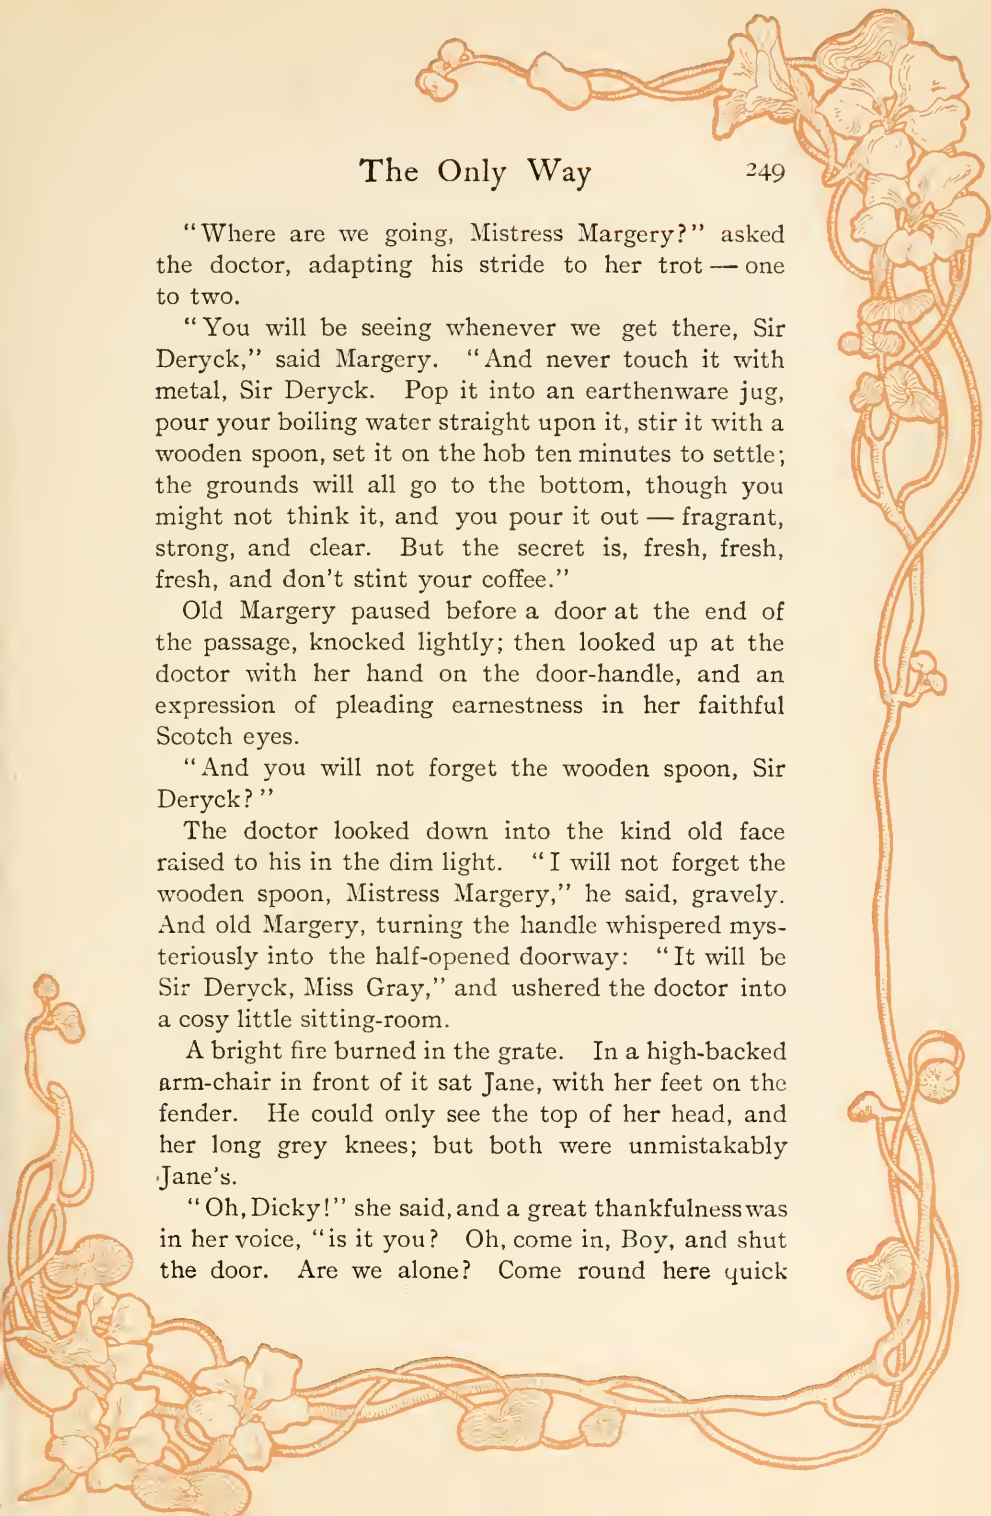 The Only Way 249
"Where are we going, Mistress Margery?" asked
the doctor, adapting his stride to her trot — one
to two.
"You will be seeing whenever we get there, Sir
Deryck," said Margery. "And never touch it with
metal, Sir Deryck. Pop it into an earthenware jug,
pour your boiling water straight upon it, stir it with a
wooden spoon, set it on the hob ten minutes to settle;
the grounds will all go to the bottom, though you
might not think it, and you pour it out — fragrant,
strong, and clear. But the secret is, fresh, fresh,
fresh, and don't stint your coffee."
Old Margery paused before a door at the end of
the passage, knocked lightly; then looked up at the
doctor with her hand on the door-handle, and an
expression of pleading earnestness in her faithful
Scotch eyes.
"And you will not forget the wooden spoon, Sir
Deryck?"
The doctor looked down into the kind old face
raised to his in the dim light. "I will not forget the
wooden spoon, Mistress Margery," he said, gravely.
And old Margery, turning the handle whispered mys-
teriously into the half-opened doorway: "It will be
Sir Deryck, Miss Gray," and ushered the doctor into
a cosy little sitting-room.
A bright fire burned in the grate. In a high-backed
arm-chair in front of it sat Jane, with her feet on the
fender. He could only see the top of her head, and
her long grey knees; but both were unmistakably
Jane's.
"Oh, Dicky!" she said, and a great thankfulness was
in her voice, "is it you? Oh, come in, Boy, and shut
the door. Are we alone? Come round here quick